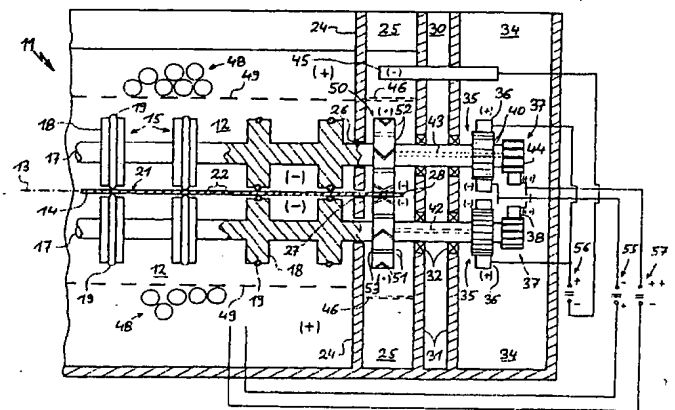 24 25 30 34
11 48 49 (+) 45 (-) 46
50 (+) 52 35 (+) 36 40 37
18 19 15 12 26 43
17 (-) 44
13 21 22 28 (-) (-)
14 (-) (-) (-) 38
17 27 42 56 55 57
+ - ++
- + -
12 19 18 19 53 (+) 51 32 35 (+) 36 37
49 46
48 49 (+) 24 25 31 34